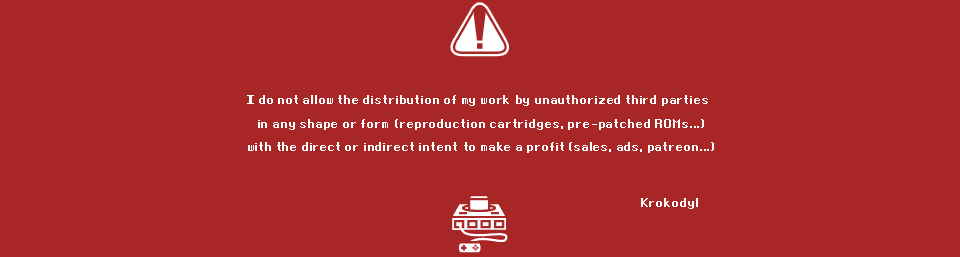 I do not allow the distribution of my work by unauthorized third parties
in any shape or form (reproduction cartridges, pre-patched ROMs...)
with the direct or indirect intent to make a profit (sales, ads, patreon...)
Krokodyl